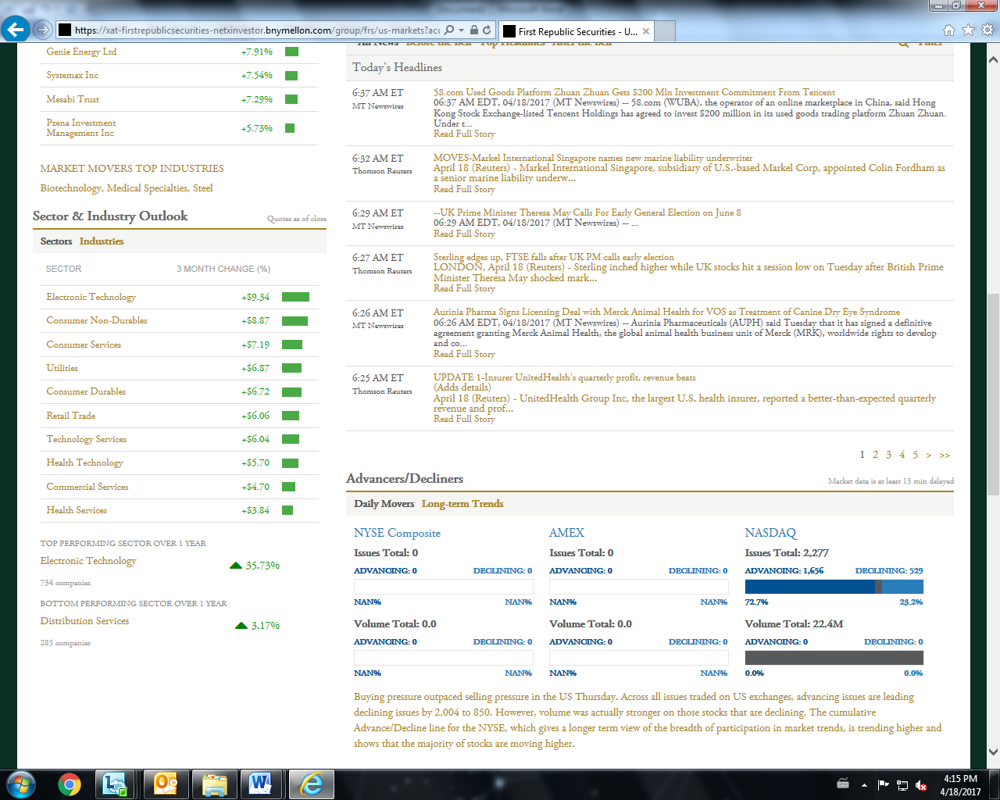 https://xat-firstrepublicsecurities-netxinvestor.bnymellon.com/group/frs/us-markets?acc
First Republic Securities - U...
Genie Energy Ltd +7.91%
Systemax Inc +7.54%
Mesabi Trust +7.29%
Pzena Investment
Management Inc +5.73%
MARKET MOVERS TOP INDUSTRIES
Biotechnology, Medical Specialties, Steel
Sector & Industry Outlook Quotes as of close
Sectors Industries
SECTOR 3 MONTH CHANGE (%)
Electronic Technology +$9.34
Consumer Non-Durables +$8.87
Consumer Services +$7.19
Utilities +$6.87
Consumer Durables +$6.72
Retail Trade +$6.06
Technology Services +$6.04
Health Technology +$5.70
Commercial Services +$4.70
Health Services +$3.84
TOP PERFORMING SECTOR OVER 1 YEAR
Electronic Technology 35.73%
734 companies
BOTTOM PERFORMING SECTOR OVER 1 YEAR
Distribution Services 3.17%
285 companies
All News Before the Bell Top Headlines After the Bell Filter
Today's Headlines
6:37 AM ET
MT Newswires
58.com Used Goods Platform Zhuan Zhuan Gets $200 Mln Investment Commitment From Tencent
06:37 AM EDT, 04/18/2017 (MT Newswires) -- 58.com (WUBA), the operator of an online marketplace in China, said Hong
Kong Stock Exchange-listed Tencent Holdings has agreed to invest $200 million in its used goods trading platform Zhuan Zhuan.
Under t...
Read Full Story
6:32 AM ET
Thomson Reuters
MOVES-Markel International Singapore names new marine liability underwriter
April 18 (Reuters) - Markel International Singapore, subsidiary of U.S.-based Markel Corp, appointed Colin Fordham as
a senior marine liability underw...
Read Full Story
6:29 AM ET
MT Newswires
--UK Prime Minister Theresa May Calls For Early General Election on June 8
06:29 AM EDT, 04/18/2017 (MT Newswires) -- ...
Read Full Story
6:27 AM ET
Thomson Reuters
Sterling edges up, FTSE falls after UK PM calls early election
LONDON, April 18 (Reuters) - Sterling inched higher while UK stocks hit a session low on Tuesday after British Prime
Minister Theresa May shocked mark...
Read Full Story
6:26 AM ET
MT Newswires
Aurinia Pharma Signs Licensing Deal with Merck Animal Health for VOS as Treatment of Canine Dry Eye Syndrome
06:26 AM EDT, 04/18/2017 (MT Newswires) -- Aurinia Pharmaceuticals (AUPH) said Tuesday that it has signed a definitive
agreement granting Merck Animal Health, the global animal health business unit of Merck (MRK), worldwide rights to develop
and co...
Read Full Story
6:25 AM ET
Thomson Reuters
UPDATE 1-Insurer UnitedHealth's quarterly profit, revenue beats
(Adds details)
April 18 (Reuters) - UnitedHealth Group Inc, the largest U.S. health insurer, reported a better-than-expected quarterly
revenue and prof...
Read Full Story
1 2 3 4 5 > >>
Advancers/Decliners Market data is at least 15 min delayed
Daily Movers Long-term Trends
NYSE Composite AMEX NASDAQ
Issues Total: 0 Issues Total: 0 Issues Total: 2,277
ADVANCING: 0 DECLINING: 0 ADVANCING: 0 DECLINING: 0 ADVANCING: 1,656 DECLINING: 529
NAN% NAN% NAN% NAN% 72.7% 23.2%
Volume Total: 0.0 Volume Total: 0.0 Volume Total: 22.4M
ADVANCING: 0 DECLINING: 0 ADVANCING: 0 DECLINING: 0 ADVANCING: 0 DECLINING: 0
NAN% NAN% NAN% NAN% 0.0% 0.0%
Buying pressure outpaced selling pressure in the US Thursday. Across all issues traded on US exchanges, advancing issues are leading
declining issues by 2,004 to 850. However, volume was actually stronger on those stocks that are declining. The cumulative
Advance/Decline line for the NYSE, which gives a longer term view of the breadth of participation in market trends, is trending higher and
shows that the majority of stocks are moving higher.
4:15 PM
4/18/2017